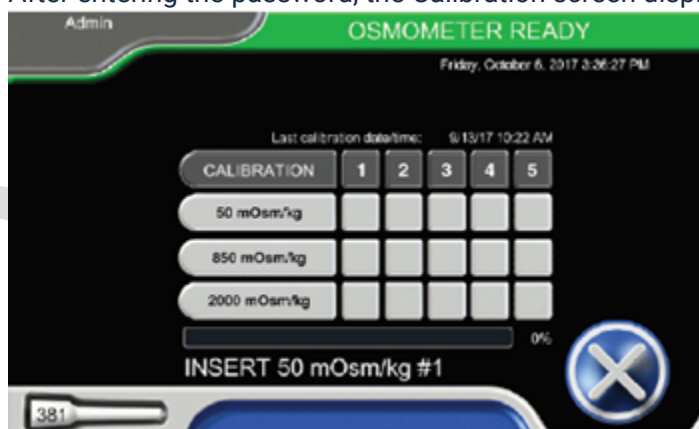 After entering the password, the Calibration screen disp
Admin
OSMOMETER READY
Friday, October 6, 2017 3:36:27 PM
Last calibration date/time: 9/13/17 10:22 AM
CALIBRATION 1 2 3 4 5
50 mOsm/kg
850 mOsm/kg
2000 mOsm/kg
0%
INSERT 50 mOsm/kg #1
381